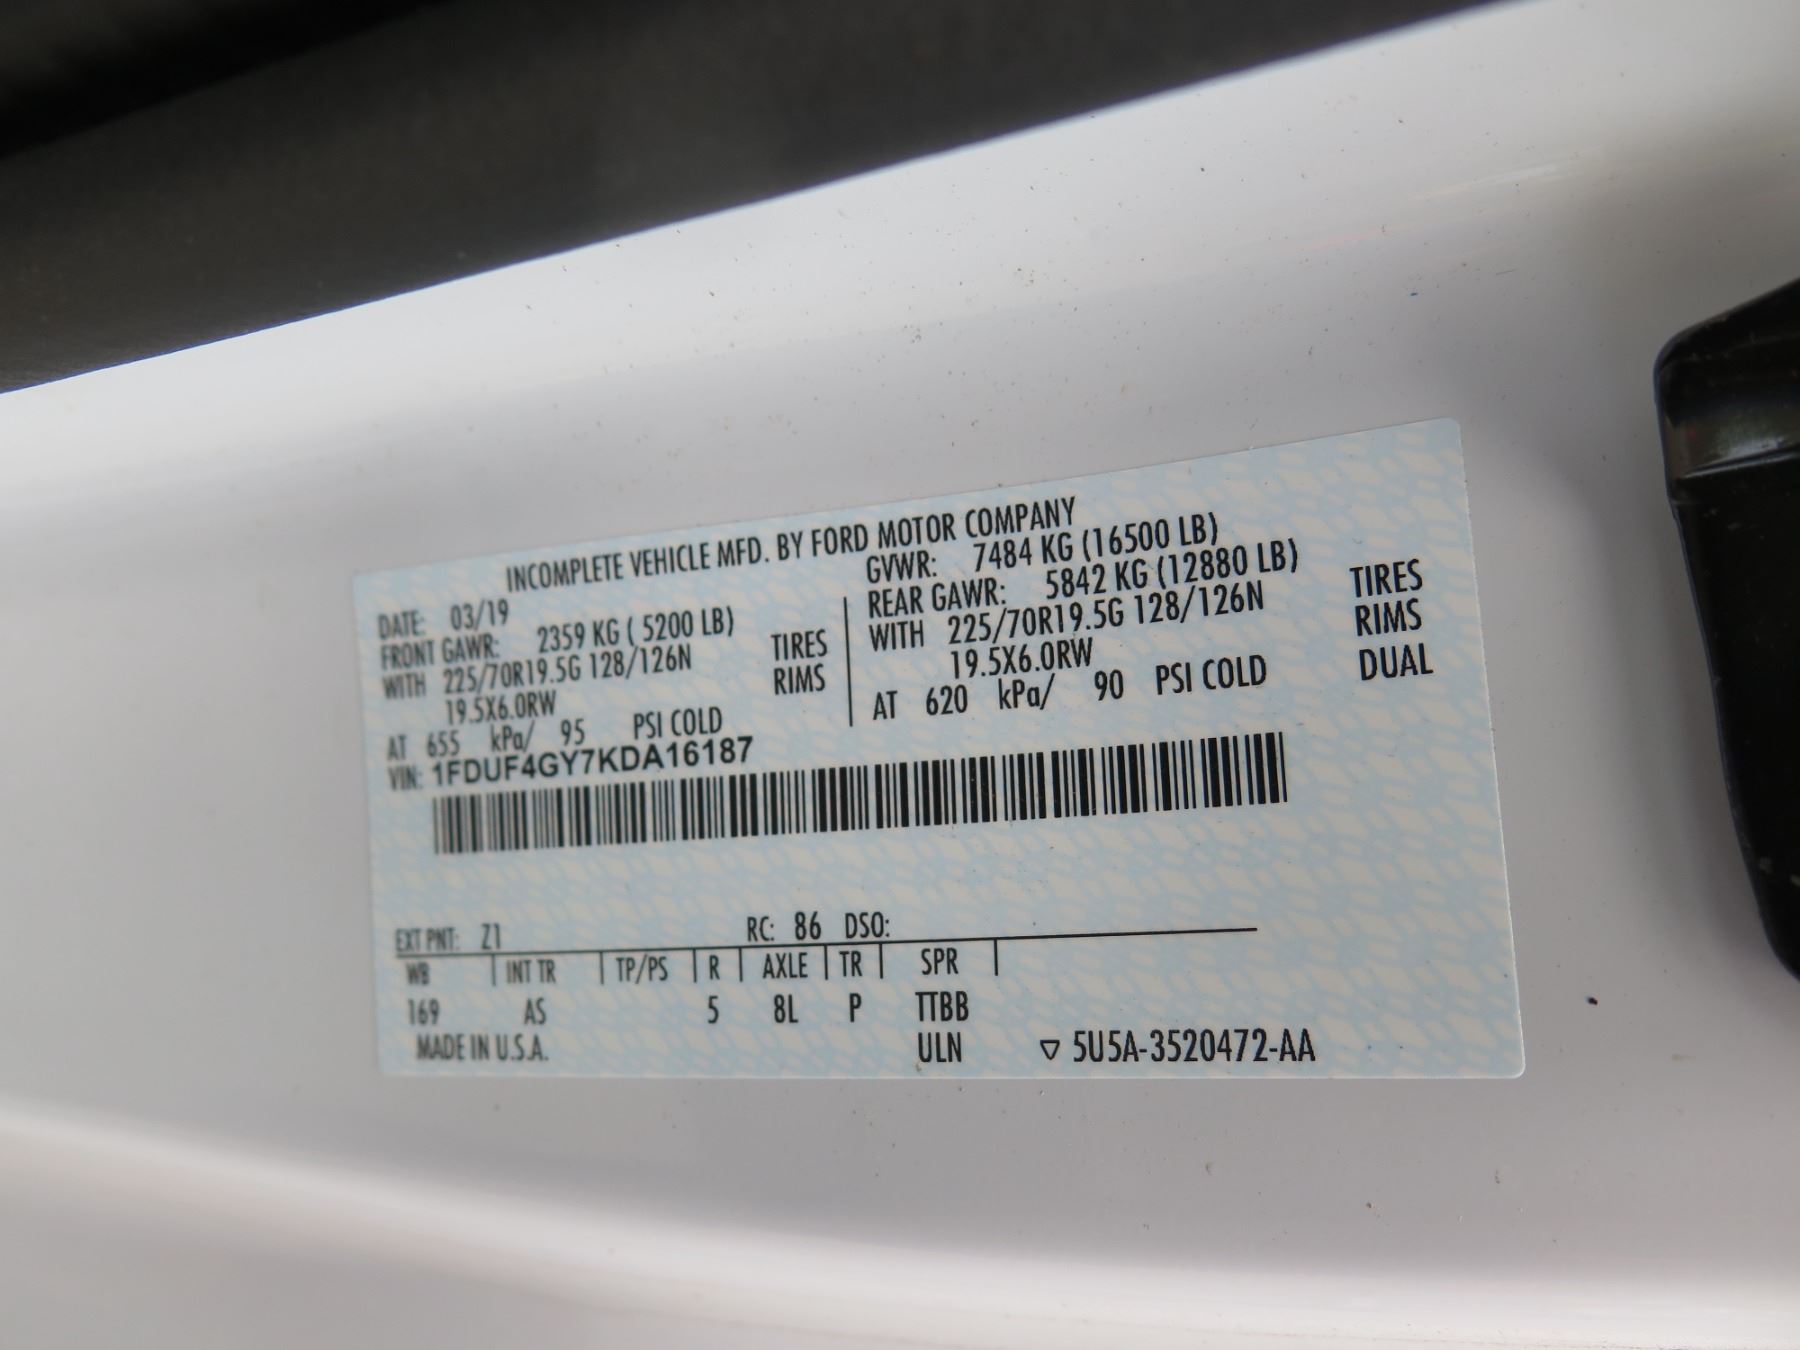 INCOMPLETE VEHICLE MFD. BY FORD MOTOR COMPANY
DATE: 03/19
FRONT GAWR: 2359 KG ( 5200 LB)
WITH 225/70R19.5G 128/126N TIRES
19.5X6.0RW RIMS
AT 655 kPa/ 95 PSI COLD
GVWR: 7484 KG (16500 LB)
REAR GAWR: 5842 KG (12880 LB)
WITH 225/70R19.5G 128/126N TIRES
19.5X6.0RW RIMS
AT 620 kPa/ 90 PSI COLD DUAL
VIN: 1FDUF4GY7KDA16187
EXT PNT: Z1 RC: 86 DSO:
WB INT TR TP/PS R AXLE TR SPR
169 AS 5 8L P TTBB
MADE IN U.S.A. ULN ▽ 5U5A-3520472-AA